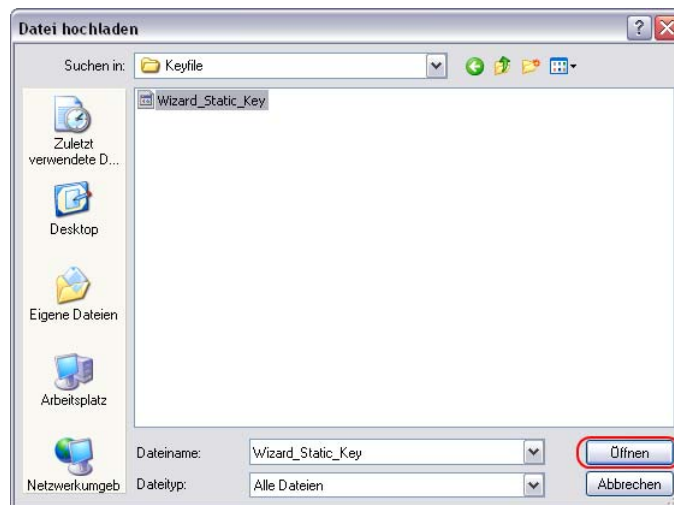 Datei hochladen
Suchen in:
Keyfile
Wizard_Static_Key
Zuletzt
verwendete D...
Desktop
Eigene Dateien
Arbeitsplatz
Netzwerkumgeb
Dateiname:
Wizard_Static_Key
Öffnen
Dateityp:
Alle Dateien
Abbrechen